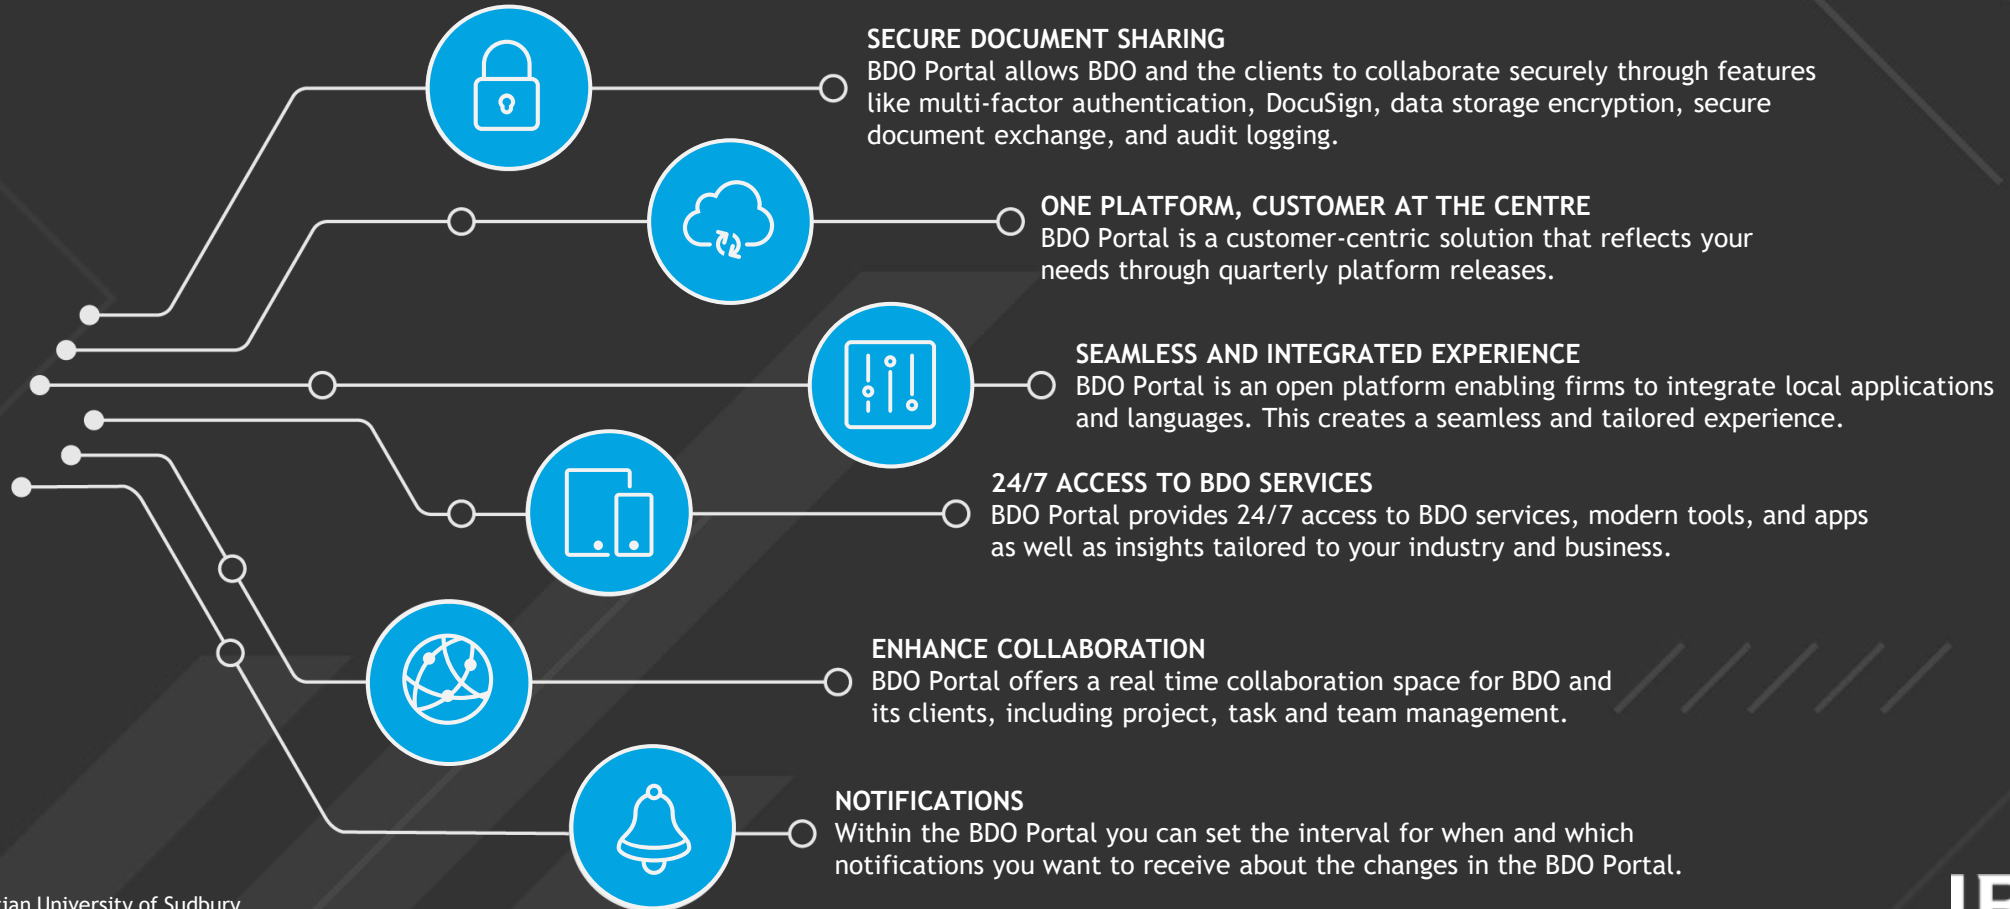 SECURE DOCUMENT SHARING
BDO Portal allows BDO and the clients to collaborate securely through features
like multi-factor authentication, DocuSign, data storage encryption, secure
document exchange, and audit logging.
ONE PLATFORM, CUSTOMER AT THE CENTRE
BDO Portal is a customer-centric solution that reflects your
needs through quarterly platform releases.
SEAMLESS AND INTEGRATED EXPERIENCE
BDO Portal is an open platform enabling firms to integrate local applications
and languages. This creates a seamless and tailored experience.
24/7 ACCESS TO BDO SERVICES
BDO Portal provides 24/7 access to BDO services, modern tools, and apps
as well as insights tailored to your industry and business.
ENHANCE COLLABORATION
BDO Portal offers a real time collaboration space for BDO and
its clients, including project, task and team management.
NOTIFICATIONS
Within the BDO Portal you can set the interval for when and which
notifications you want to receive about the changes in the BDO Portal.
University of Sudbury